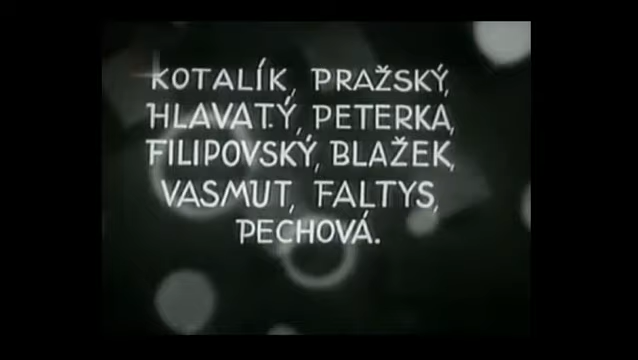 KOTALÍK, PRAŽSKÝ,
HLAVATÝ, PETERKA,
FILIPOVSKÝ, BLAŽEK,
VASMUT, FALTYS,
PECHOVÁ.